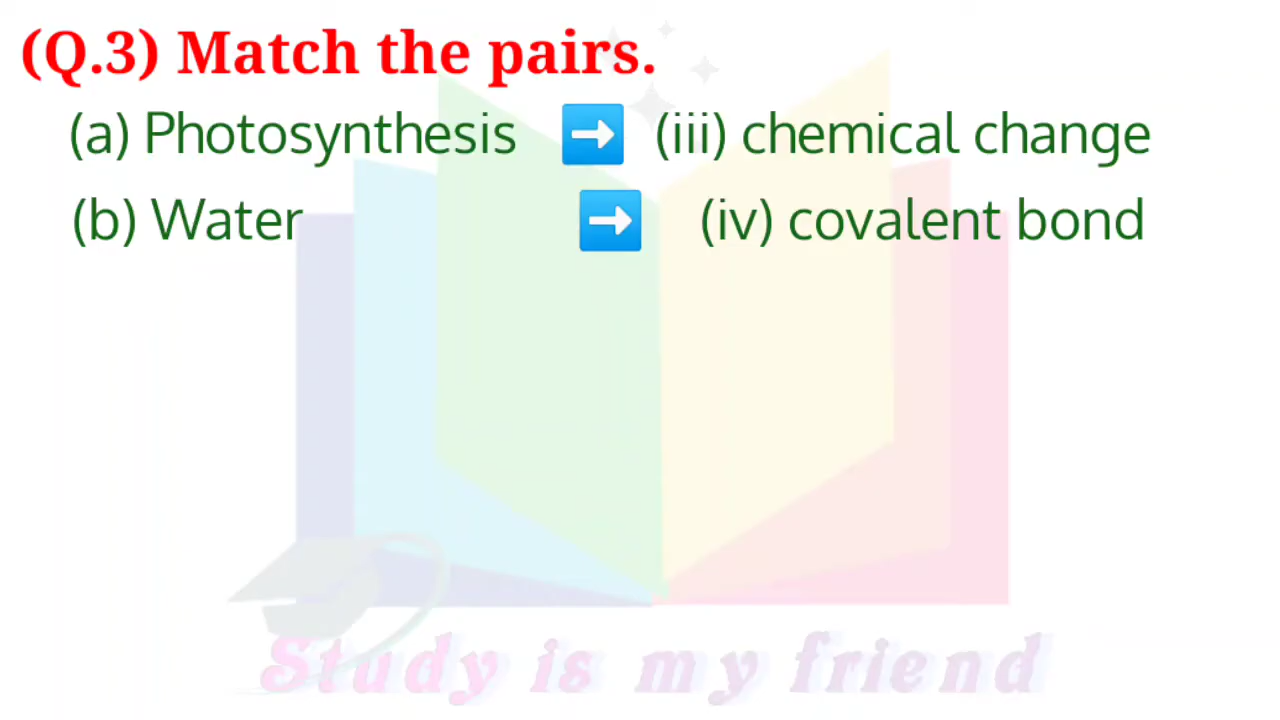 (Q.3) Match the pairs.
(a) Photosynthesis ➡ (iii) chemical change
(b) Water ➡ (iv) covalent bond
Study is my friend